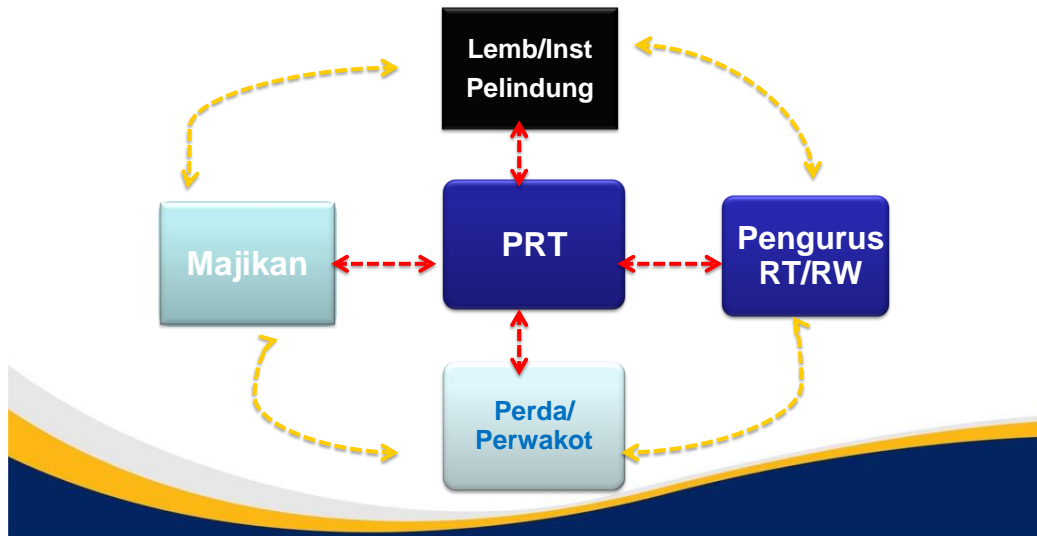 Lemb/Inst
Pelindung
Majikan
PRT
Pengurus
RT/RW
Perda/
Perwakot